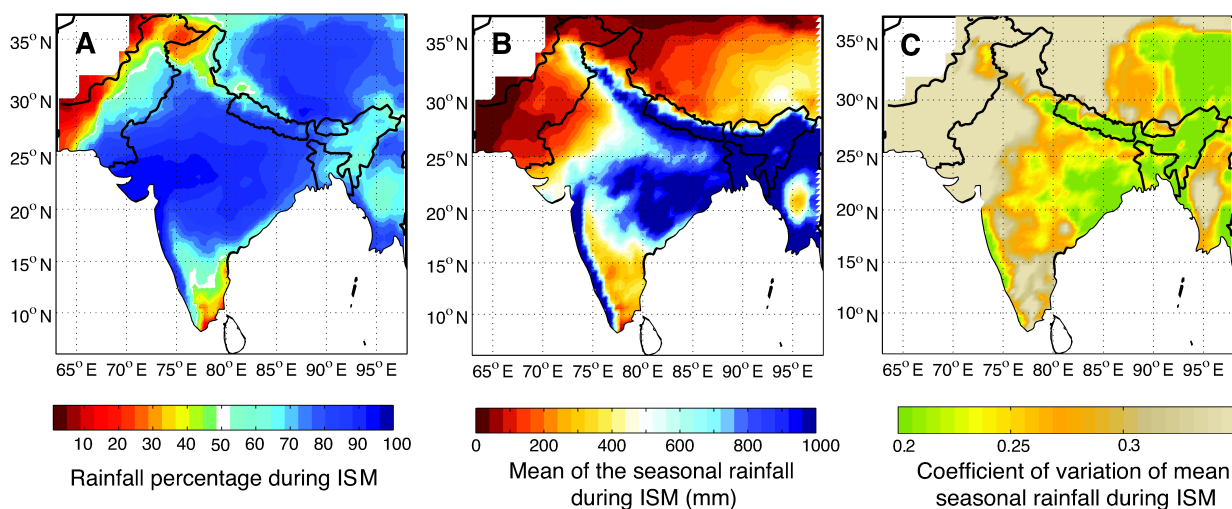 A
B
C
35° N
30° N
25° N
20° N
15° N
10° N
35° N
30° N
25° N
20° N
15° N
10° N
35° N
30° N
25° N
20° N
15° N
10° N
65° E 70° E 75° E 80° E 85° E 90° E 95° E
65° E 70° E 75° E 80° E 85° E 90° E 95° E
65° E 70° E 75° E 80° E 85° E 90° E 95° E
10 20 30 40 50 60 70 80 90 100
Rainfall percentage during ISM
0 200 400 600 800 1000
Mean of the seasonal rainfall
during ISM (mm)
0.2 0.25 0.3
Coefficient of variation of mean
seasonal rainfall during ISM